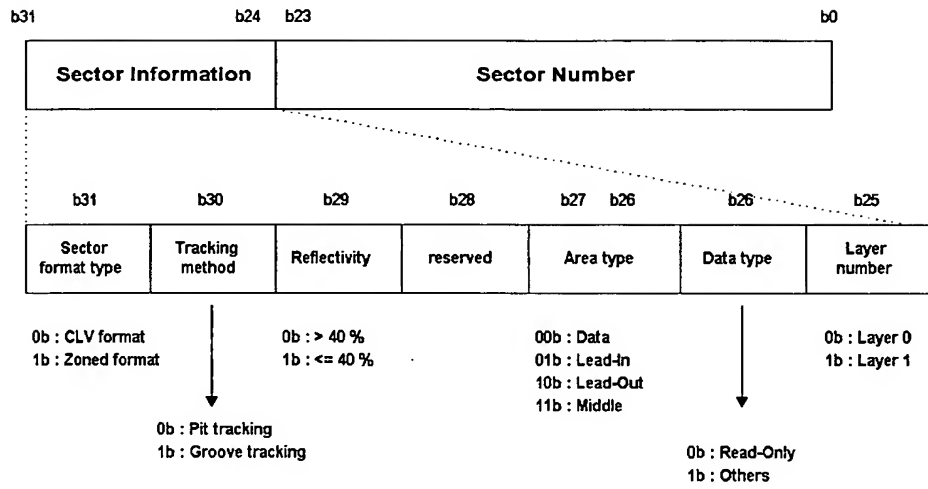 b31 b24 b23 b0
Sector Information Sector Number
b31 b30 b29 b28 b27 b26 b26 b25
Sector format type Tracking method Reflectivity reserved Area type Data type Layer number
0b : CLV format
1b : Zoned format
0b : > 40 %
1b : <= 40 %
00b : Data
01b : Lead-In
10b : Lead-Out
11b : Middle
0b : Layer 0
1b : Layer 1
0b : Pit tracking
1b : Groove tracking
0b : Read-Only
1b : Others